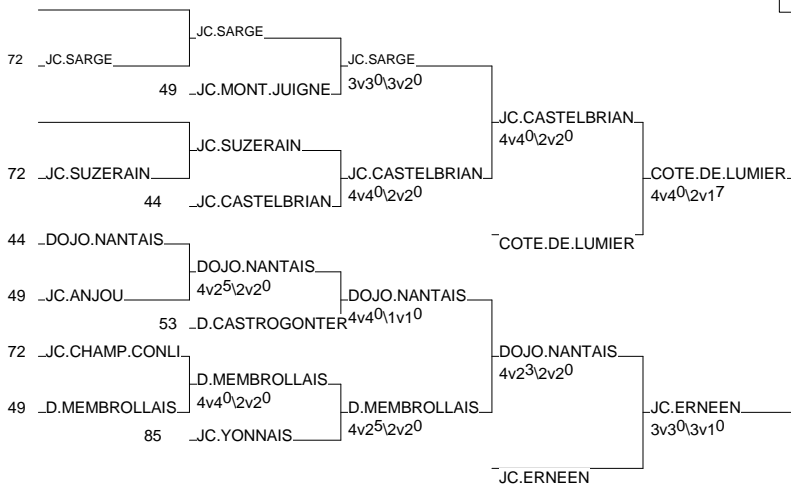 JC.SARGE
72 JC.SARGE JC.SARGE
49 JC.MONT.JUIGNE 3v3⁰\3v2⁰
JC.CASTELBRIAN
4v4⁰\2v2⁰
JC.SUZERAIN
72 JC.SUZERAIN JC.CASTELBRIAN COTE.DE.LUMIER
44 JC.CASTELBRIAN 4v4⁰\2v2⁰ 4v4⁰\2v1⁷
44 DOJO.NANTAIS COTE.DE.LUMIER
DOJO.NANTAIS
4v2⁵\2v2⁰
49 JC.ANJOU DOJO.NANTAIS
53 D.CASTROGONTER 4v4⁰\1v1⁰
72 JC.CHAMP.CONLI DOJO.NANTAIS
4v2³\2v2⁰
D.MEMBROLLAIS
4v4⁰\2v2⁰
49 D.MEMBROLLAIS D.MEMBROLLAIS JC.ERNEEN
85 JC.YONNAIS 4v2⁵\2v2⁰ 3v3⁰\3v1⁰
JC.ERNEEN